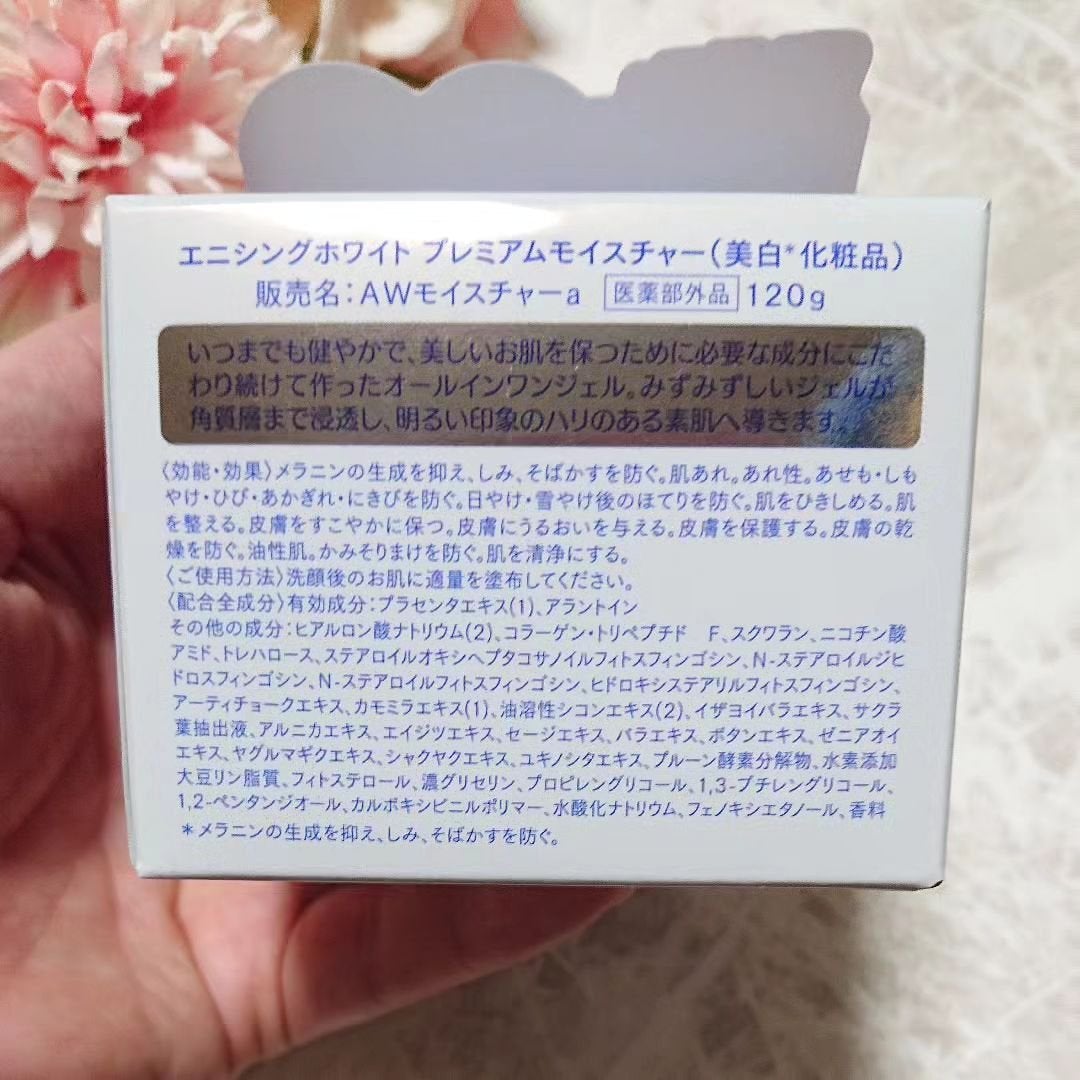 エニシングホワイト プレミアムモイスチャー(美白*化粧品)
販売名:AWモイスチャーa 医薬部外品 120g
いつまでも健やかで、美しいお肌を保つために必要な成分にこだ
わり続けて作ったオールインワンジェル。みずみずしいジェルが
角質層まで浸透し、明るい印象のハリのある素肌へ導きます。
〈効能・効果〉メラニンの生成を抑え、しみ、そばかすを防ぐ。肌あれ。あれ性。あせも・しも
やけ・ひび・あかぎれ・にきびを防ぐ。日やけ・雪やけ後のほてりを防ぐ。肌をひきしめる。肌
を整える。皮膚をすこやかに保つ。皮膚にうるおいを与える。皮膚を保護する。皮膚の乾
燥を防ぐ。油性肌。かみそりまけを防ぐ。肌を清浄にする。
〈ご使用方法〉洗顔後のお肌に適量を塗布してください。
〈配合全成分〉有効成分:プラセンタエキス(1)、アラントイン
その他の成分:ヒアルロン酸ナトリウム(2)、コラーゲン・トリペプチド F、スクワラン、ニコチン酸
アミド、トレハロース、ステアロイルオキシヘプタコサノイルフィトスフィンゴシン、N-ステアロイルジヒ
ドロスフィンゴシン、N-ステアロイルフィトスフィンゴシン、ヒドロキシステアリルフィトスフィンゴシン、
アーティチョークエキス、カモミラエキス(1)、油溶性シコンエキス(2)、イザヨイバラエキス、サクラ
葉抽出液、アルニカエキス、エイジツエキス、セージエキス、バラエキス、ボタンエキス、ゼニアオイ
エキス、ヤグルマギクエキス、シャクヤクエキス、ユキノシタエキス、プルーン酵素分解物、水素添加
大豆リン脂質、フィトステロール、濃グリセリン、プロピレングリコール、1,3-ブチレングリコール、
1,2-ペンタンジオール、カルボキシビニルポリマー、水酸化ナトリウム、フェノキシエタノール、香料
*メラニンの生成を抑え、しみ、そばかすを防ぐ。